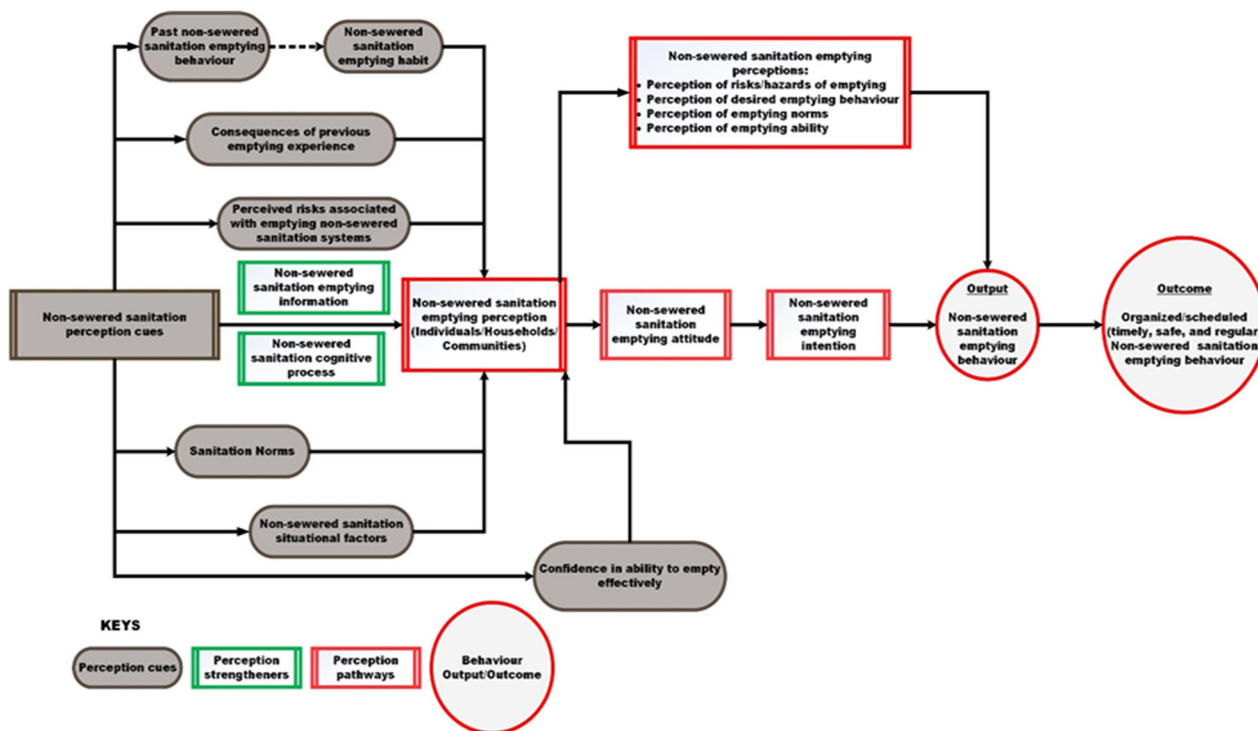 Past non-sewered
sanitation emptying
behaviour
Non-sewered
sanitation
emptying habit
Consequences of previous
emptying experience
Perceived risks associated
with emptying non-sewered
sanitation systems
Non-sewered
sanitation emptying
information
Non-sewered sanitation
perception cues
Non-sewered
sanitation cognitive
process
Non-sewered sanitation
emptying perception
(Individuals/Households/
Communities)
Sanitation Norms
Non-sewered sanitation
situational factors
Confidence in ability to empty
effectively
Non-sewered sanitation emptying
perceptions:
• Perception of risks/hazards of emptying
• Perception of desired emptying behaviour
• Perception of emptying norms
• Perception of emptying ability
Non-sewered
sanitation
emptying attitude
Non-sewered
sanitation
emptying
intention
Output
Non-sewered
sanitation
emptying
behaviour
Outcome
Organized/scheduled
(timely, safe, and regular
Non-sewered sanitation
emptying behaviour
KEYS
Perception cues
Perception
strengtheners
Perception
pathways
Behaviour
Output/Outcome